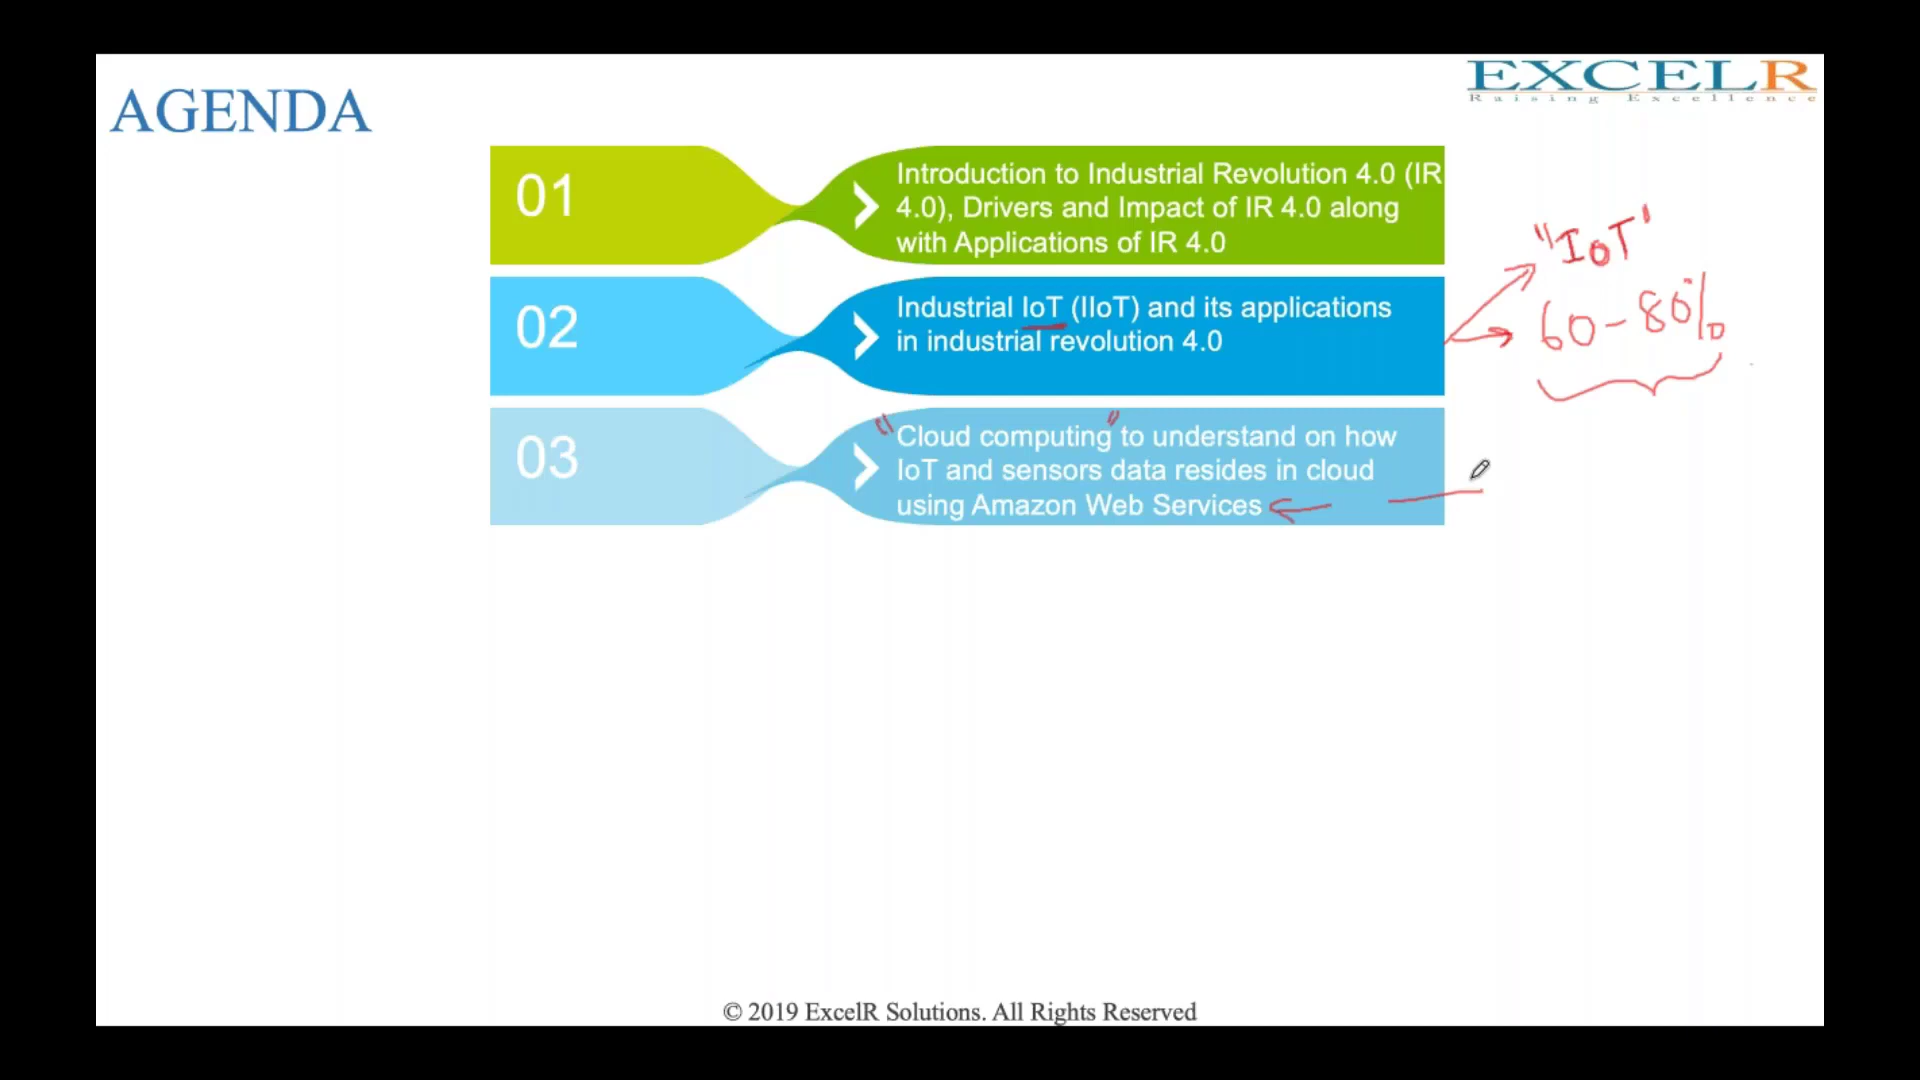 EXCELR
Raising Excellence
AGENDA
01
Introduction to Industrial Revolution 4.0 (IR
4.0), Drivers and Impact of IR 4.0 along
with Applications of IR 4.0
02
Industrial IoT (IIoT) and its applications
in industrial revolution 4.0
"IoT"
60-80%
03
"Cloud computing" to understand on how
IoT and sensors data resides in cloud
using Amazon Web Services
© 2019 ExcelR Solutions. All Rights Reserved